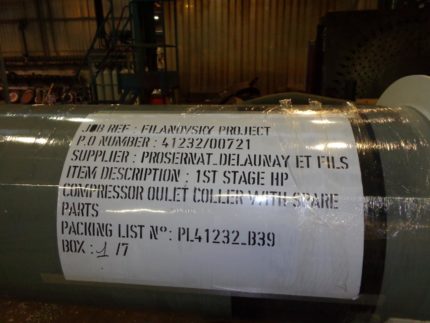 JOB REF : FILANOVSKY PROJECT
P.O NUMBER : 41232/00721
SUPPLIER : PROSERNAT_DELAUNAY ET FILS
ITEM DESCRIPTION : 1ST STAGE HP
COMPRESSOR OULET COLLER WITH SPARE
PARTS
PACKING LIST N°: PL41232_B39
BOX : 1 /7